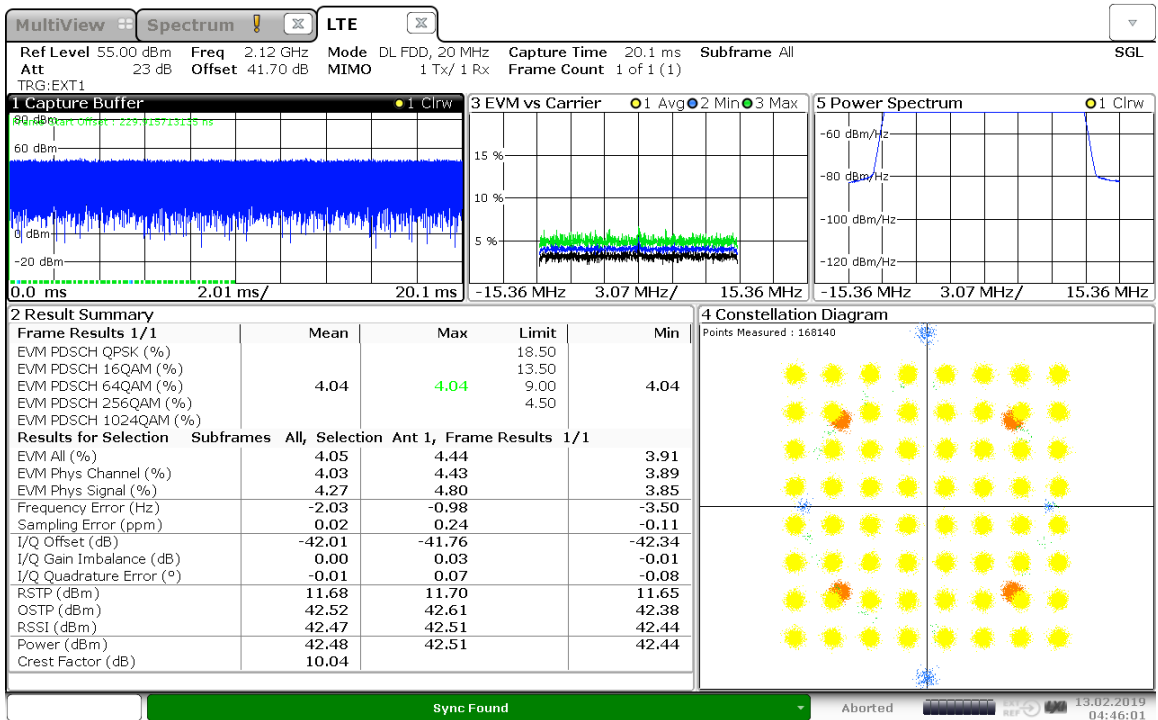 MultiView Spectrum LTE
Ref Level 55.00 dBm Freq 2.12 GHz Mode DL FDD, 20 MHz Capture Time 20.1 ms Subframe All SGL
Att 23 dB Offset 41.70 dB MIMO 1 Tx/ 1 Rx Frame Count 1 of 1 (1)
TRG:EXT1
1 Capture Buffer 1 Clrw
80 dBm
Frame Start Offset : 229.915713135 ns
60 dBm
0 dBm
-20 dBm
0.0 ms 2.01 ms/ 20.1 ms
3 EVM vs Carrier 1 Avg 2 Min 3 Max
15 %
10 %
5 %
-15.36 MHz 3.07 MHz/ 15.36 MHz
5 Power Spectrum 1 Clrw
-60 dBm/Hz
-80 dBm/Hz
-100 dBm/Hz
-120 dBm/Hz
-15.36 MHz 3.07 MHz/ 15.36 MHz
2 Result Summary
Frame Results 1/1 Mean Max Limit Min
EVM PDSCH QPSK (%) 18.50
EVM PDSCH 16QAM (%) 13.50
EVM PDSCH 64QAM (%) 4.04 4.04 9.00 4.04
EVM PDSCH 256QAM (%) 4.50
EVM PDSCH 1024QAM (%)
Results for Selection Subframes All, Selection Ant 1, Frame Results 1/1
EVM All (%) 4.05 4.44 3.91
EVM Phys Channel (%) 4.03 4.43 3.89
EVM Phys Signal (%) 4.27 4.80 3.85
Frequency Error (Hz) -2.03 -0.98 -3.50
Sampling Error (ppm) 0.02 0.24 -0.11
I/Q Offset (dB) -42.01 -41.76 -42.34
I/Q Gain Imbalance (dB) 0.00 0.03 -0.01
I/Q Quadrature Error (°) -0.01 0.07 -0.08
RSTP (dBm) 11.68 11.70 11.65
OSTP (dBm) 42.52 42.61 42.38
RSSI (dBm) 42.47 42.51 42.44
Power (dBm) 42.48 42.51 42.44
Crest Factor (dB) 10.04
4 Constellation Diagram
Points Measured : 168140
Sync Found Aborted EXT REF 13.02.2019
04:46:01